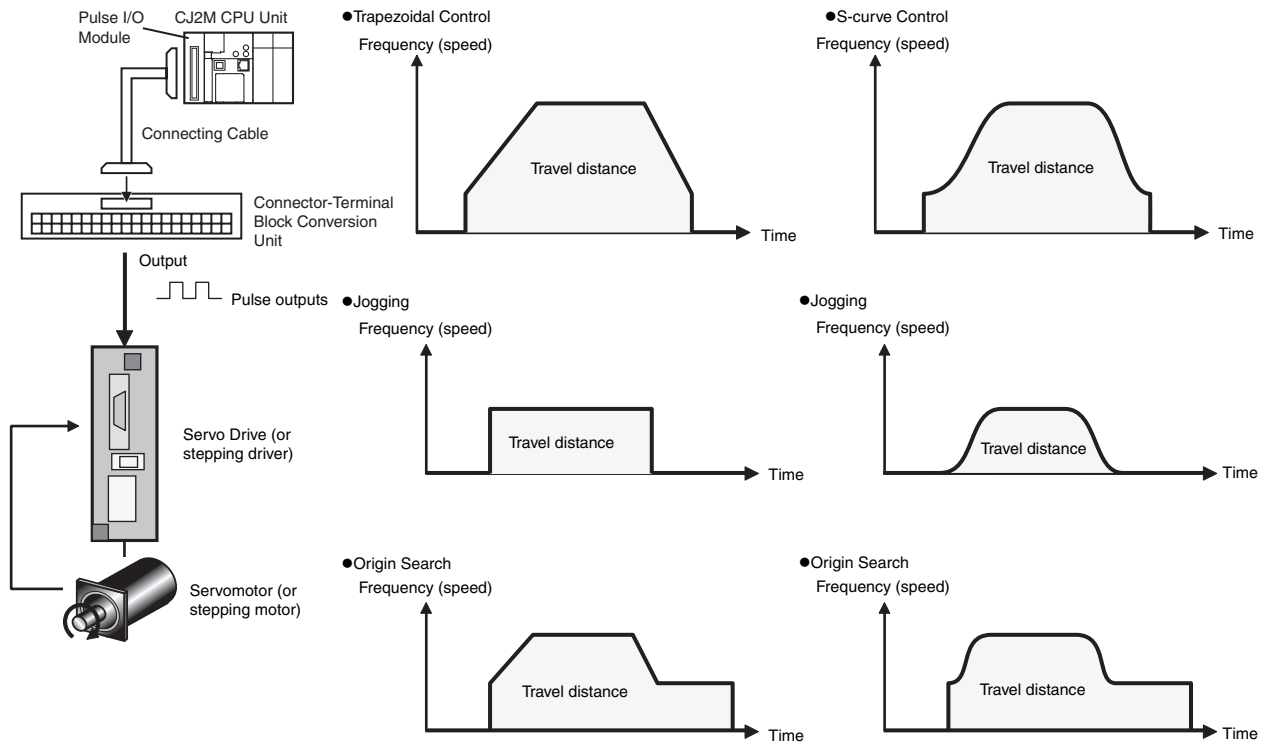 Pulse I/O
Module
CJ2M CPU Unit
Connecting Cable
Connector-Terminal
Block Conversion
Unit
Output
Pulse outputs
Servo Drive (or
stepping driver)
Servomotor (or
stepping motor)
●Trapezoidal Control
Frequency (speed)
Travel distance
Time
●S-curve Control
Frequency (speed)
Travel distance
Time
●Jogging
Frequency (speed)
Travel distance
Time
●Jogging
Frequency (speed)
Travel distance
Time
●Origin Search
Frequency (speed)
Travel distance
Time
●Origin Search
Frequency (speed)
Travel distance
Time